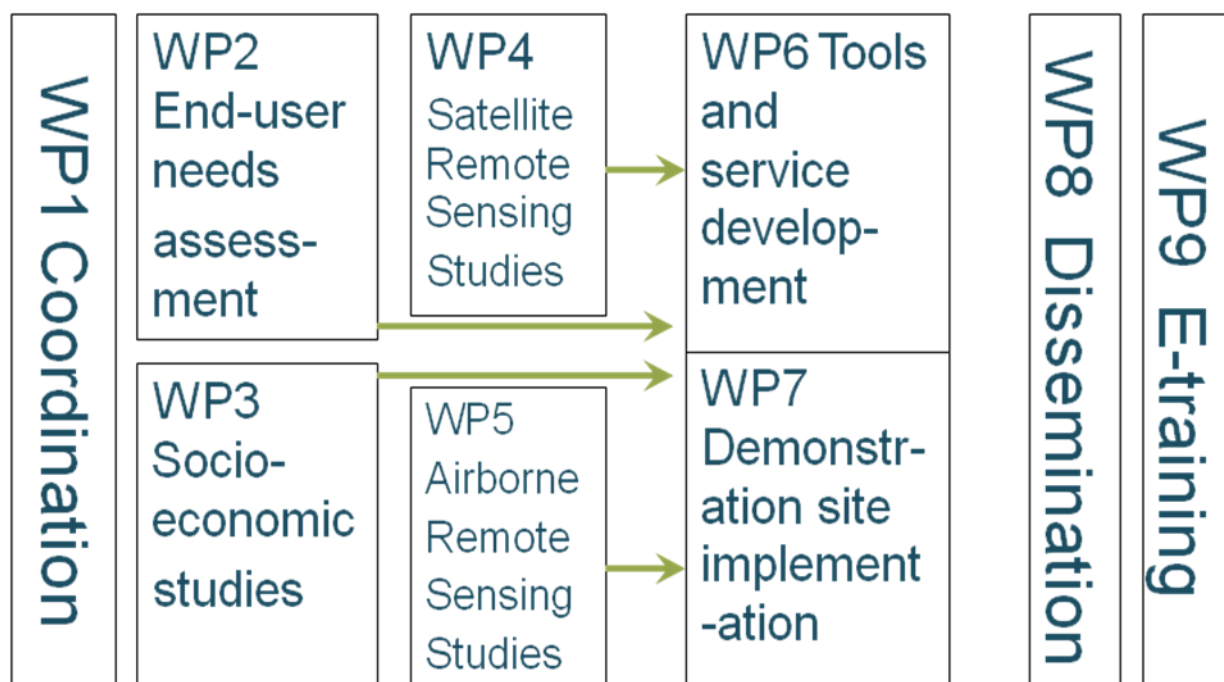 WP1 Coordination
WP2
End-user
needs
assess-
ment
WP3
Socio-
economic
studies
WP4
Satellite
Remote
Sensing
Studies
WP5
Airborne
Remote
Sensing
Studies
WP6 Tools
and
service
develop-
ment
WP7
Demonstr-
ation site
implement
-ation
WP8 Dissemination
WP9 E-training